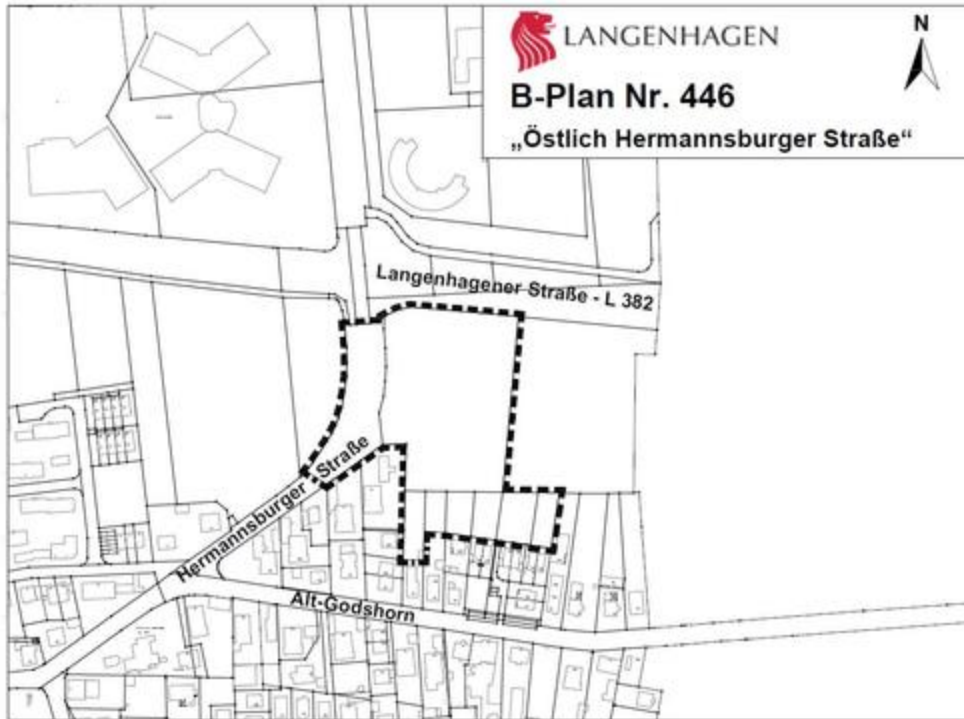 LANGENHAGEN
N
B-Plan Nr. 446
„Östlich Hermannsburger Straße“
Langenhagener Straße - L 382
Hermannsburger Straße
Alt-Godshorn